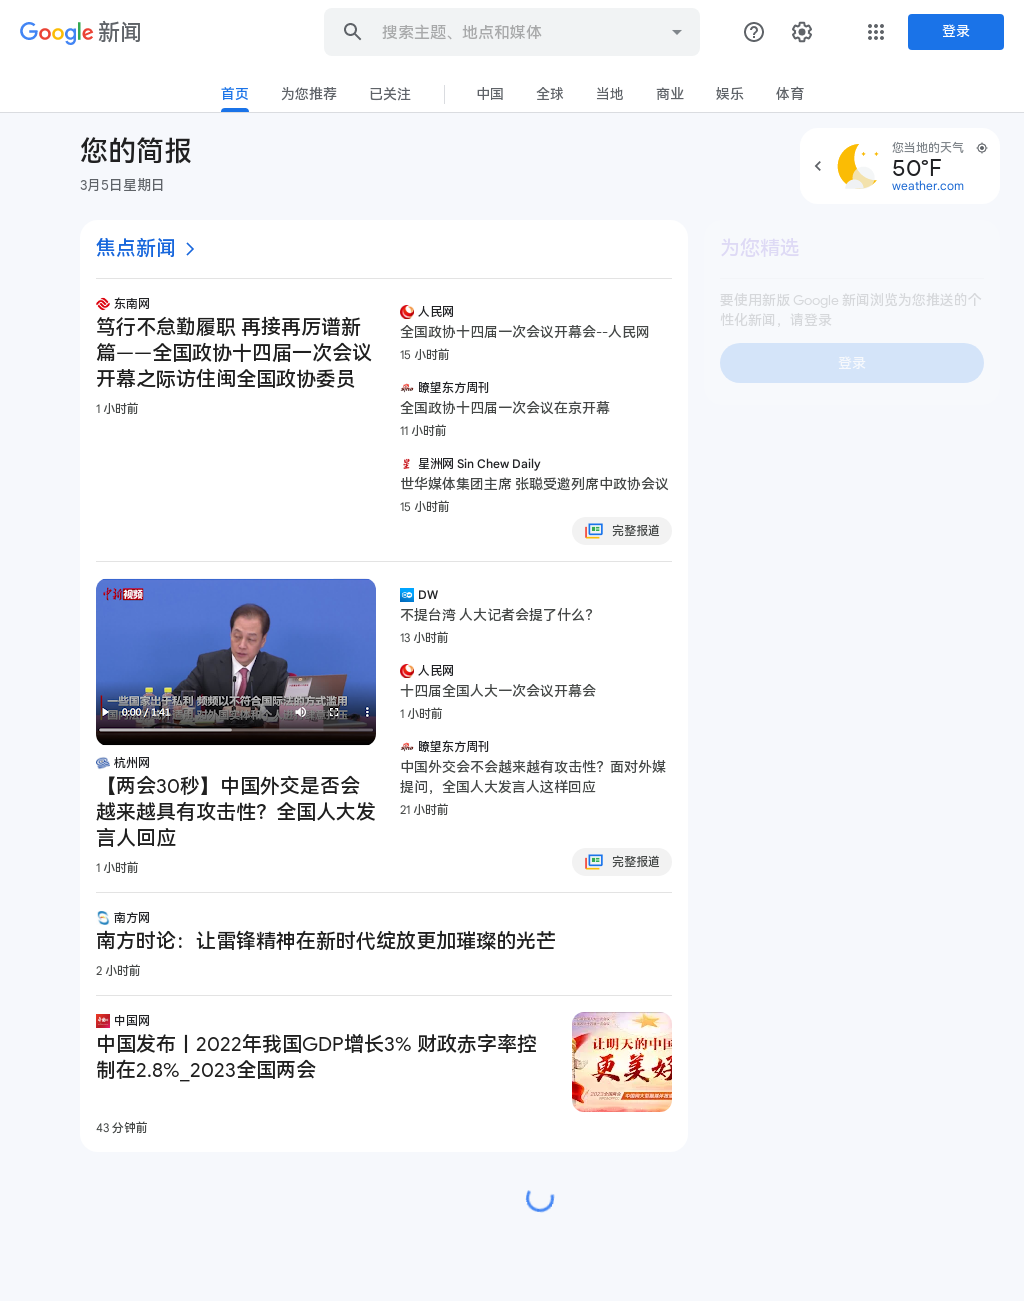 Google 新闻
搜索主题、地点和媒体
登录
首页
为您推荐
已关注
中国
全球
当地
商业
娱乐
体育
您的简报
3月5日星期日
您当地的天气
50°F
weather.com
焦点新闻
东南网
笃行不怠勤履职 再接再厉谱新
篇——全国政协十四届一次会议
开幕之际访住闽全国政协委员
1 小时前
人民网
全国政协十四届一次会议开幕会--人民网
15 小时前
瞭望东方周刊
全国政协十四届一次会议在京开幕
11 小时前
星洲网 Sin Chew Daily
世华媒体集团主席 张聪受邀列席中政协会议
15 小时前
完整报道
为您精选
要使用新版 Google 新闻浏览为您推送的个
性化新闻，请登录
登录
中新视频
一些国家出于私利 频频以不符合国际法的方式滥用
0:00 / 1:41
杭州网
【两会30秒】中国外交是否会
越来越具有攻击性？全国人大发
言人回应
1 小时前
DW
不提台湾 人大记者会提了什么？
13 小时前
人民网
十四届全国人大一次会议开幕会
1 小时前
瞭望东方周刊
中国外交会不会越来越有攻击性？面对外媒
提问，全国人大发言人这样回应
21 小时前
完整报道
南方网
南方时论：让雷锋精神在新时代绽放更加璀璨的光芒
2 小时前
中国网
中国发布丨2022年我国GDP增长3% 财政赤字率控
制在2.8%_2023全国两会
43 分钟前
让明天的中国
更美好
2023全国两会